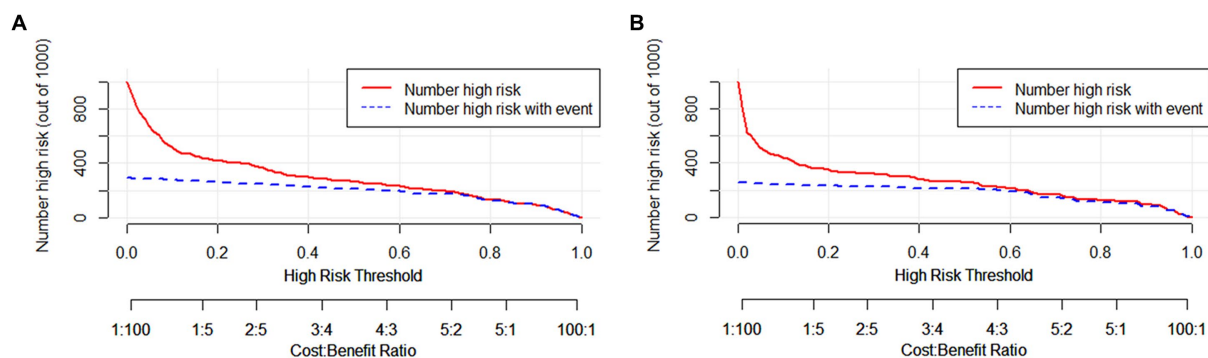 A
Number high risk (out of 1000)
800
400
0
Number high risk
Number high risk with event
0.0 0.2 0.4 0.6 0.8 1.0
High Risk Threshold
1:100 1:5 2:5 3:4 4:3 5:2 5:1 100:1
Cost:Benefit Ratio
B
Number high risk (out of 1000)
800
400
0
Number high risk
Number high risk with event
0.0 0.2 0.4 0.6 0.8 1.0
High Risk Threshold
1:100 1:5 2:5 3:4 4:3 5:2 5:1 100:1
Cost:Benefit Ratio